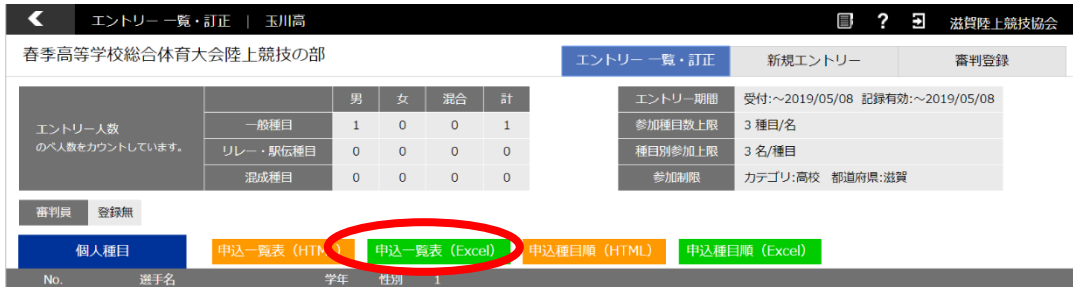 エントリー 一覧・訂正 | 玉川高 ? 滋賀陸上競技協会
春季高等学校総合体育大会陸上競技の部
エントリー 一覧・訂正 新規エントリー 審判登録
男 女 混合 計
エントリー人数
のべ人数をカウントしています。
一般種目 1 0 0 1
リレー・駅伝種目 0 0 0 0
混成種目 0 0 0 0
エントリー期間 受付:～2019/05/08 記録有効:～2019/05/08
参加種目数上限 3 種目/名
種目別参加上限 3 名/種目
参加制限 カテゴリ:高校 都道府県:滋賀
審判員 登録無
個人種目 申込一覧表（HTML） 申込一覧表（Excel） 申込種目順（HTML） 申込種目順（Excel）
No. 選手名 学年 性別 1